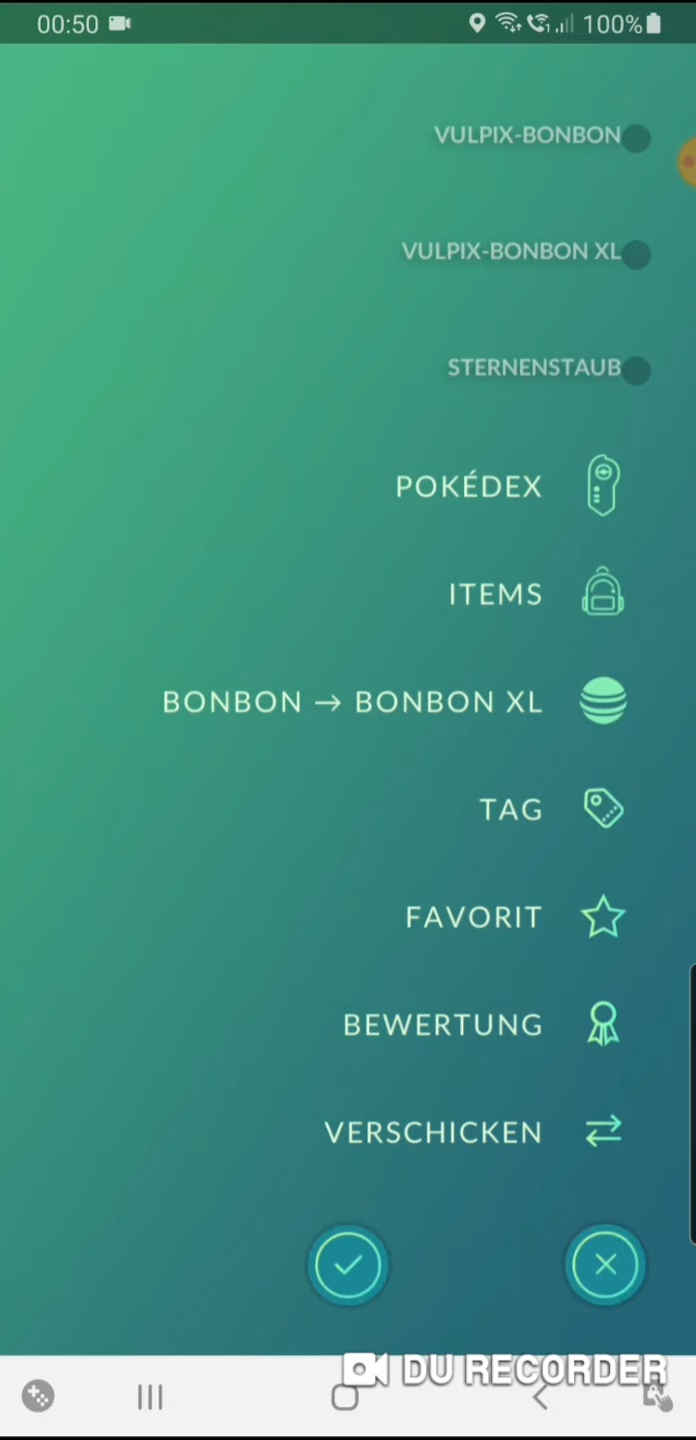 00:50
100%
VULPIX-BONBON
VULPIX-BONBON XL
STERNENSTAUB
POKÉDEX
ITEMS
BONBON → BONBON XL
TAG
FAVORIT
BEWERTUNG
VERSCHICKEN
DU RECORDER